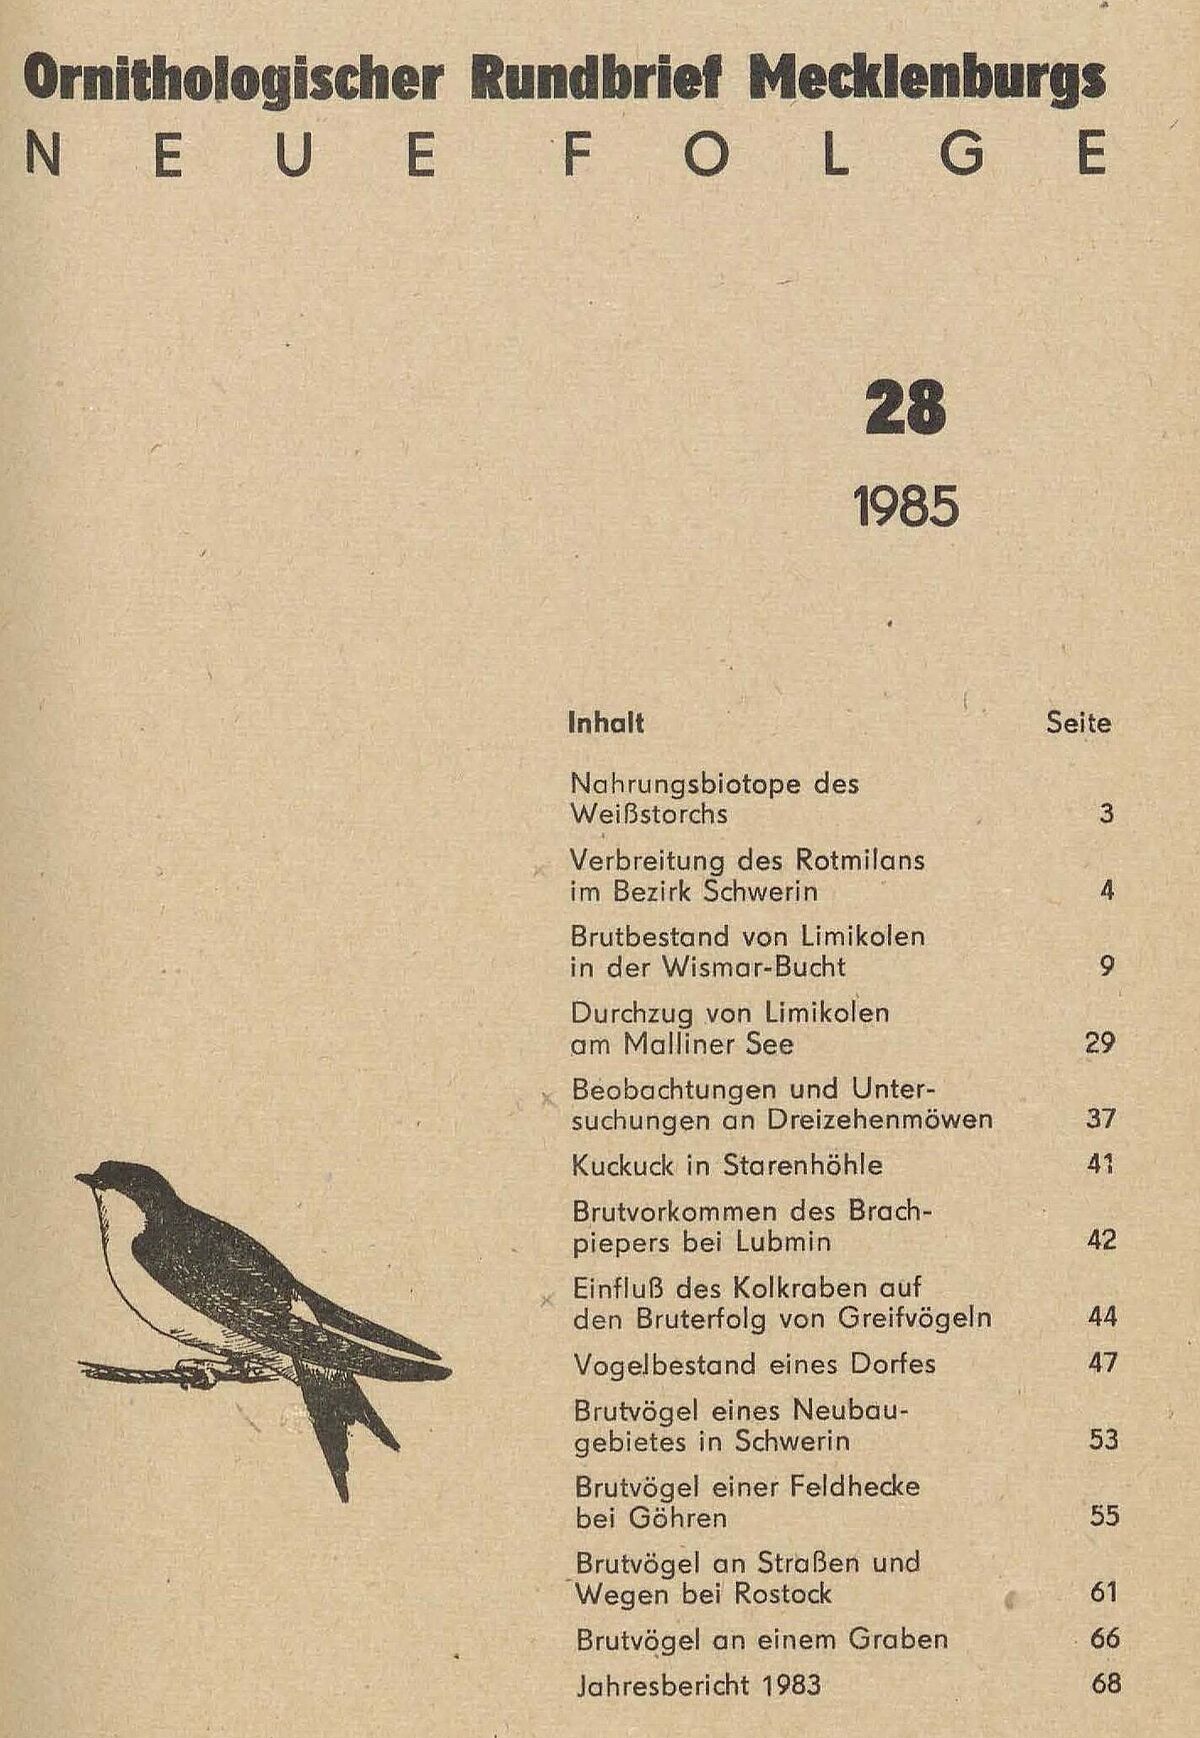 Ornithologischer Rundbrief Mecklenburgs
NEUE FOLGE
28
1985
Inhalt Seite
Nahrungsbiotope des
Weißstorchs 3
Verbreitung des Rotmilans
im Bezirk Schwerin 4
Brutbestand von Limikolen
in der Wismar-Bucht 9
Durchzug von Limikolen
am Malliner See 29
Beobachtungen und Unter-
suchungen an Dreizehenmöwen 37
Kuckuck in Starenhöhle 41
Brutvorkommen des Brach-
piepers bei Lubmin 42
Einfluß des Kolkraben auf
den Bruterfolg von Greifvögeln 44
Vogelbestand eines Dorfes 47
Brutvögel eines Neubau-
gebietes in Schwerin 53
Brutvögel einer Feldhecke
bei Göhren 55
Brutvögel an Straßen und
Wegen bei Rostock 61
Brutvögel an einem Graben 66
Jahresbericht 1983 68